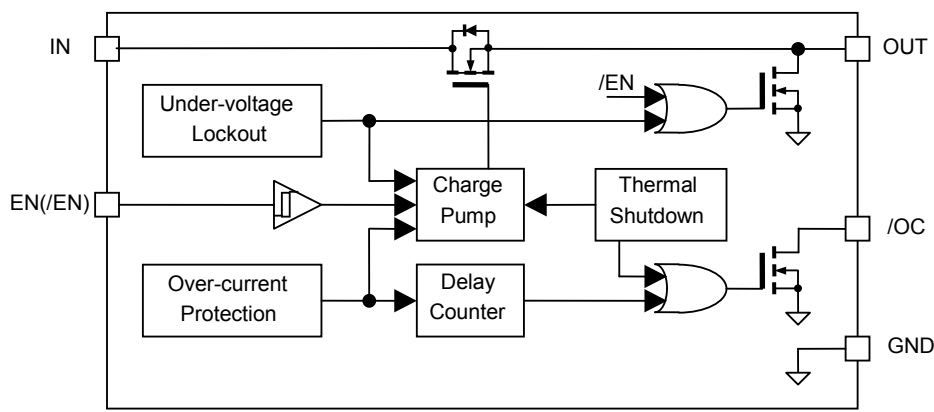 IN
OUT
/EN
Under-voltage
Lockout
EN(/EN)
Charge
Pump
Thermal
Shutdown
/OC
Over-current
Protection
Delay
Counter
GND